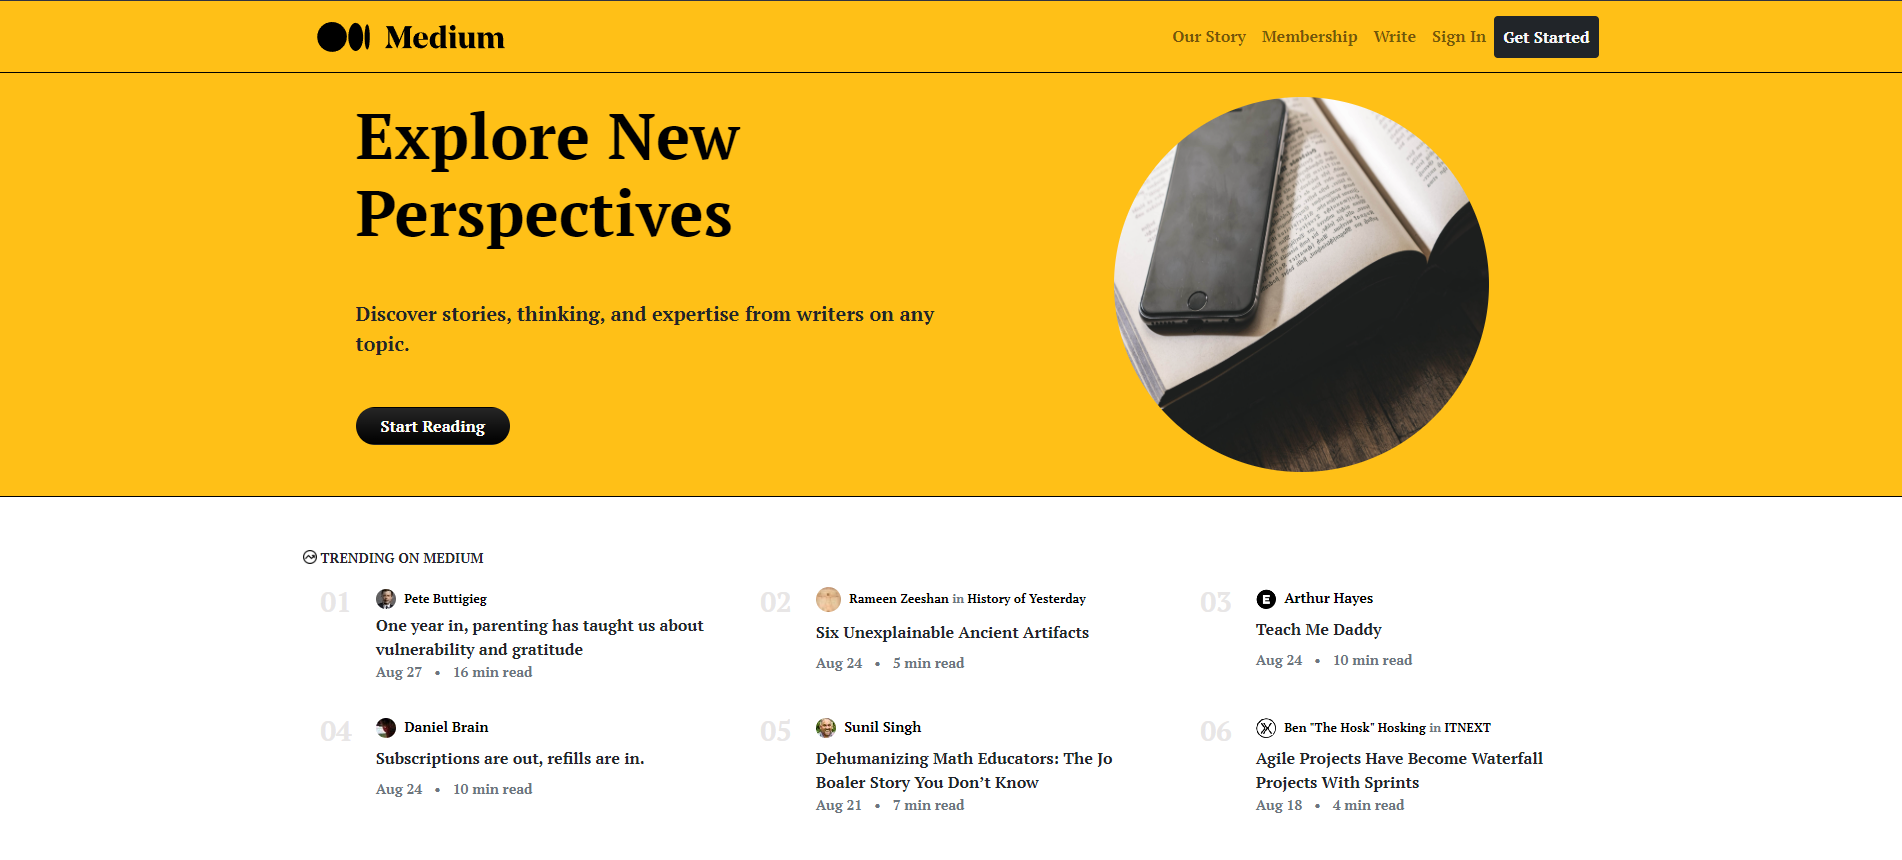 Medium
Our Story Membership Write Sign In Get Started
Explore New
Perspectives
Discover stories, thinking, and expertise from writers on any
topic.
Start Reading
TRENDING ON MEDIUM
01
Pete Buttigieg
One year in, parenting has taught us about
vulnerability and gratitude
Aug 27 • 16 min read
02
Rameen Zeeshan in History of Yesterday
Six Unexplainable Ancient Artifacts
Aug 24 • 5 min read
03
Arthur Hayes
Teach Me Daddy
Aug 24 • 10 min read
04
Daniel Brain
Subscriptions are out, refills are in.
Aug 24 • 10 min read
05
Sunil Singh
Dehumanizing Math Educators: The Jo
Boaler Story You Don’t Know
Aug 21 • 7 min read
06
Ben "The Hosk" Hosking in ITNEXT
Agile Projects Have Become Waterfall
Projects With Sprints
Aug 18 • 4 min read